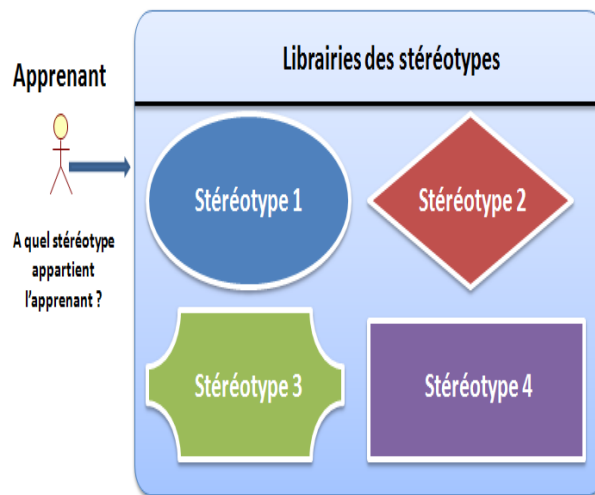 Librairies des stéréotypes
Apprenant
A quel stéréotype
appartient
l'apprenant ?
Stéréotype 1
Stéréotype 2
Stéréotype 3
Stéréotype 4